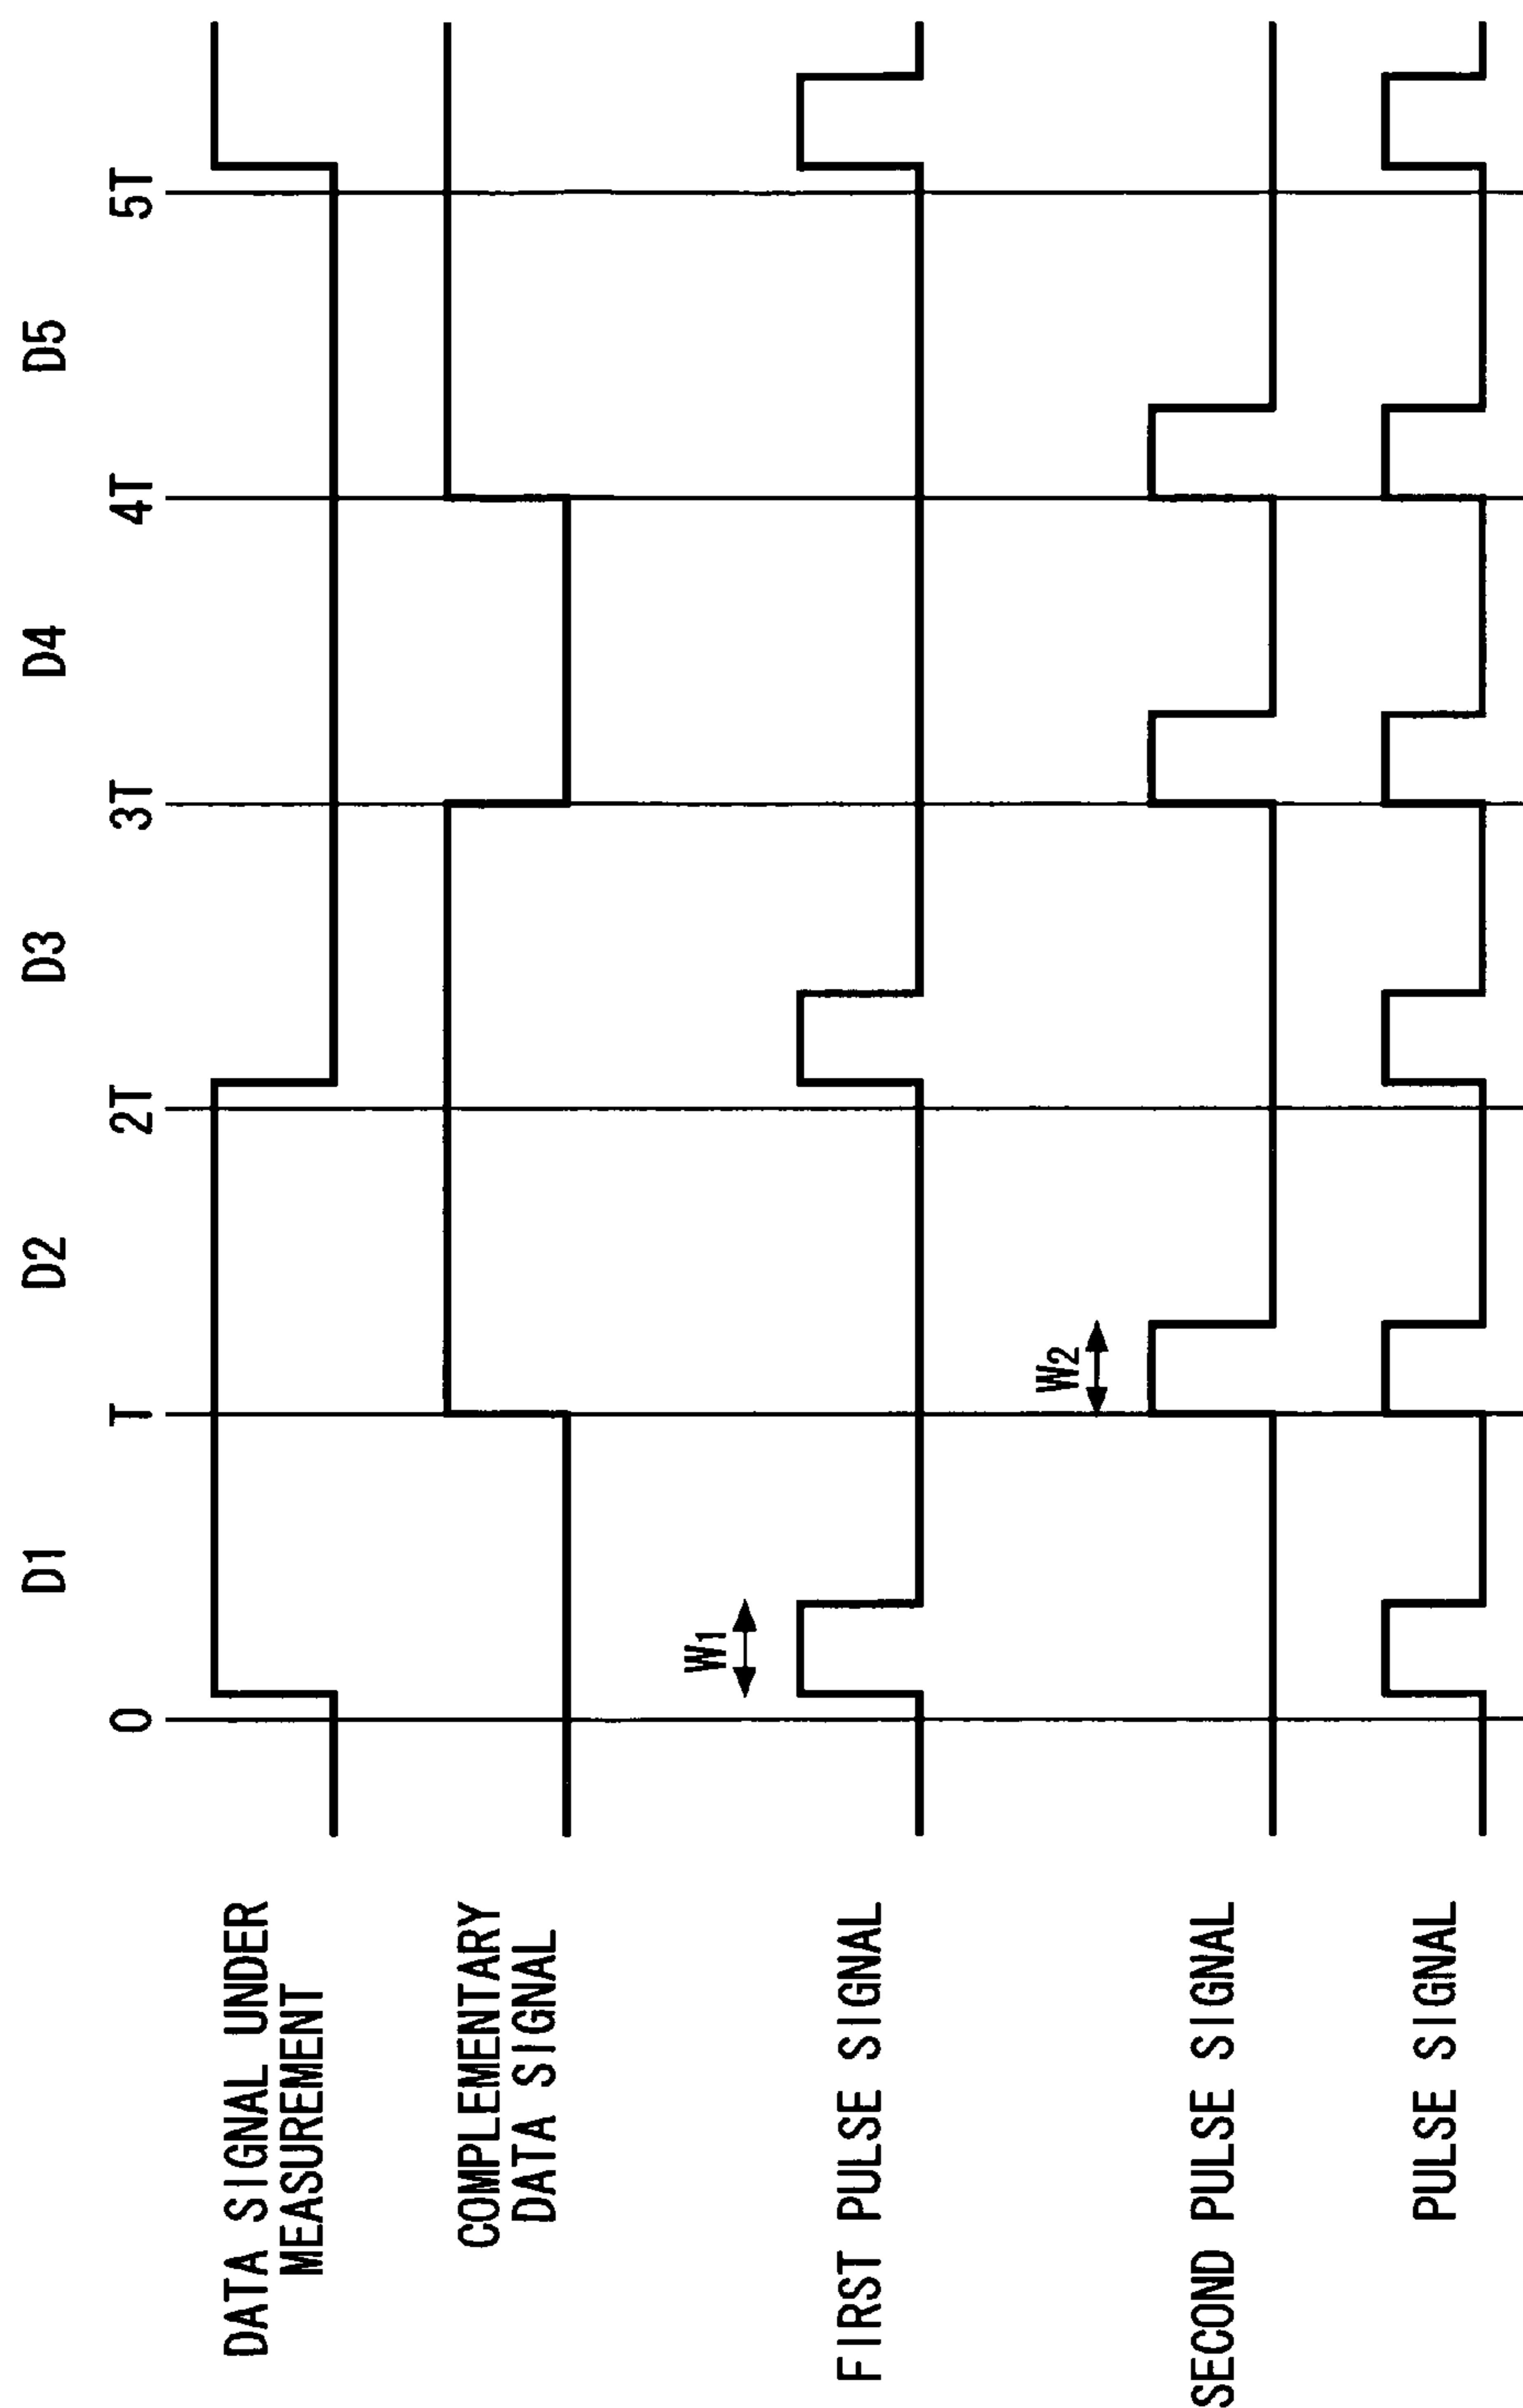 D1
D2
D3
D4
D5
0
T
2T
3T
4T
5T
DATA SIGNAL UNDER
MEASUREMENT
COMPLEMENTARY
DATA SIGNAL
W1
FIRST PULSE SIGNAL
W2
SECOND PULSE SIGNAL
PULSE SIGNAL